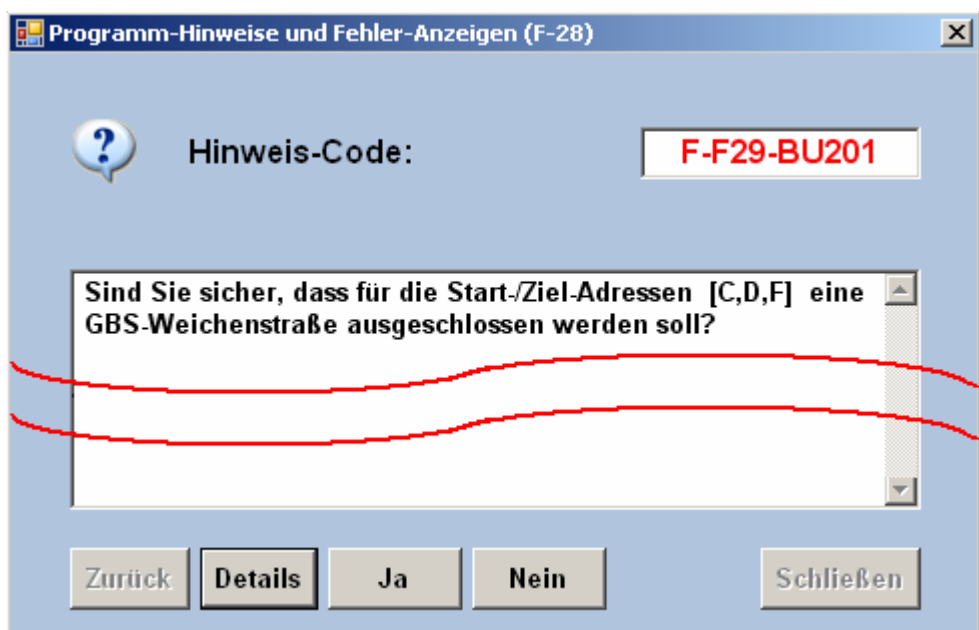 Programm-Hinweise und Fehler-Anzeigen (F-28)
Hinweis-Code:
F-F29-BU201
Sind Sie sicher, dass für die Start-/Ziel-Adressen [C,D,F] eine
GBS-Weichenstraße ausgeschlossen werden soll?
Zurück Details Ja Nein Schließen